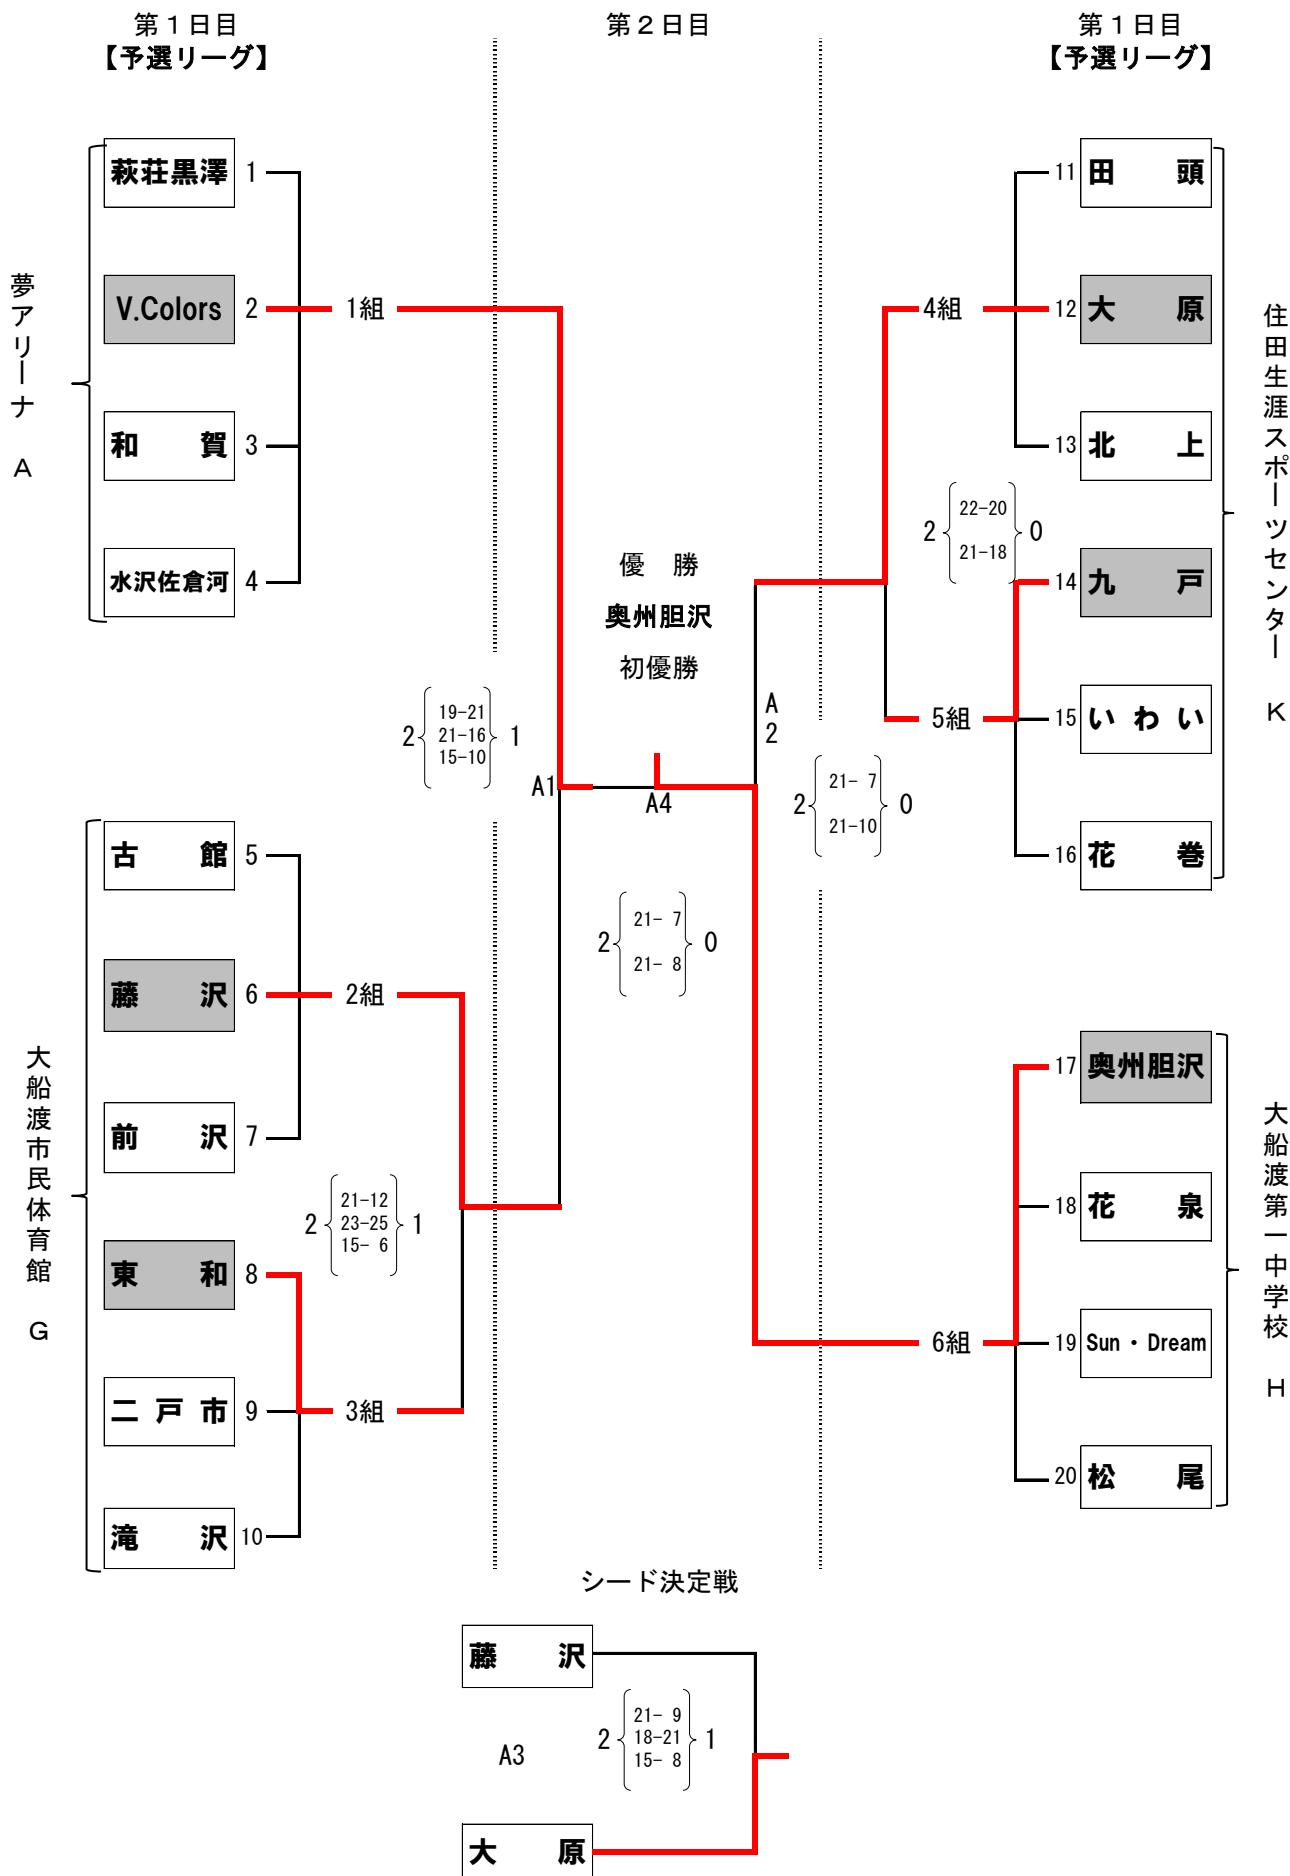 第１日目
【予選リーグ】
第２日目
第１日目
【予選リーグ】
夢アリーナ　A
萩荘黒澤 1
V.Colors 2
和　賀 3
水沢佐倉河 4
1組
大船渡市民体育館　G
古　館 5
藤　沢 6
前　沢 7
2組
東　和 8
二戸市 9
滝　沢 10
3組
2 21-12 1
23-25
15- 6
2 19-21 1
21-16
15-10
A1
優　勝
奥州胆沢
初優勝
A4
2 21- 7 0
21- 8
A2
2 21- 7 0
21-10
4組
11 田　頭
12 大　原
13 北　上
2 22-20 0
21-18
5組
14 九　戸
15 いわい
16 花　巻
住田生涯スポーツセンター　K
6組
17 奥州胆沢
18 花　泉
19 Sun・Dream
20 松　尾
大船渡第一中学校　H
シード決定戦
藤　沢
A3
2 21- 9 1
18-21
15- 8
大　原